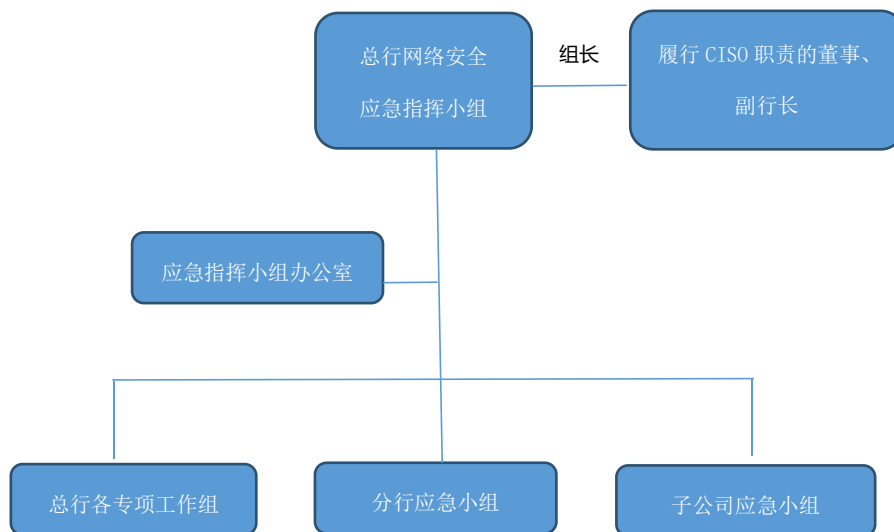 总行网络安全
应急指挥小组
组长
履行 CISO 职责的董事、
副行长
应急指挥小组办公室
总行各专项工作组
分行应急小组
子公司应急小组